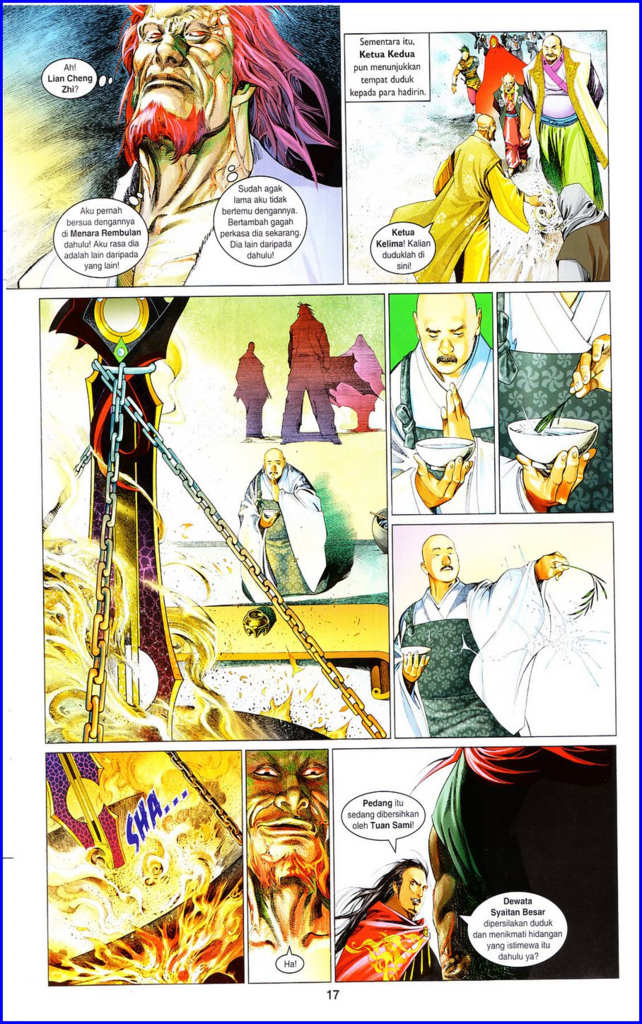 Ah!
Lian Cheng
Zhi?
Aku pernah
bersua dengannya
di Menara Rembulan
dahulu! Aku rasa dia
adalah lain daripada
yang lain!
Sudah agak
lama aku tidak
bertemu dengannya.
Bertambah gagah
perkasa dia sekarang.
Dia lain daripada
dahulu!
Sementara itu,
Ketua Kedua
pun menunjukkan
tempat duduk
kepada para hadirin.
Ketua
Kelima! Kalian
duduklah di
sini!
SHA...
Ha!
Pedang itu
sedang dibersihkan
oleh Tuan Sami!
Dewata
Syaitan Besar
dipersilakan duduk
dan menikmati hidangan
yang istimewa itu
dahulu ya?
17